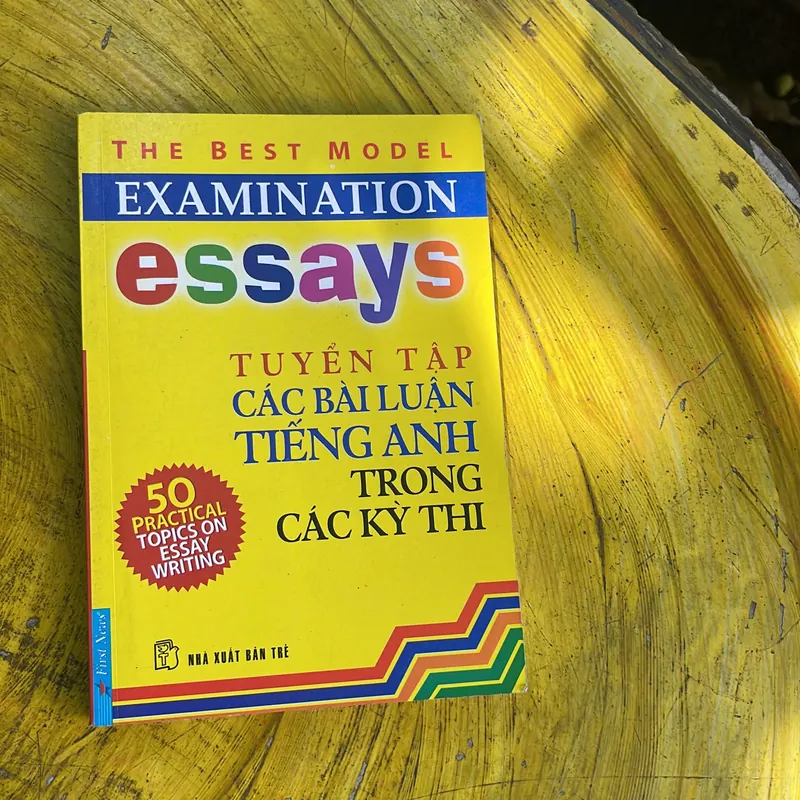 THE BEST MODEL
EXAMINATION
essays
TUYỂN TẬP
CÁC BÀI LUẬN
TIẾNG ANH
TRONG
CÁC KỲ THI
50
PRACTICAL
TOPICS ON
ESSAY
WRITING
First News
NHÀ XUẤT BẢN TRẺ